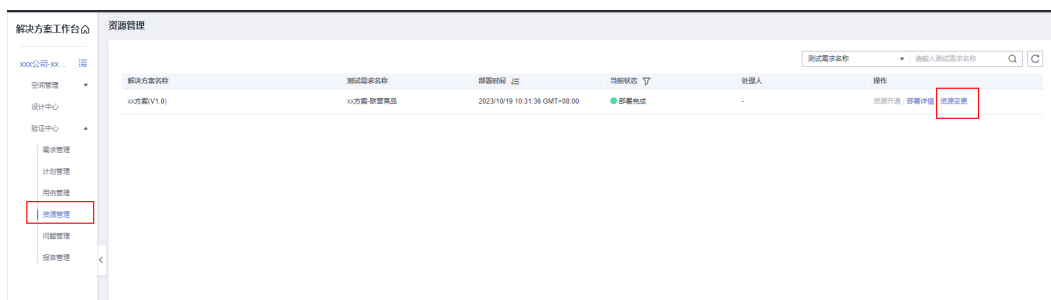 解决方案工作台
资源管理
xxx公司-xx...
空间管理
设计中心
验证中心
需求管理
计划管理
用例管理
资源管理
问题管理
报告管理
测试需求名称 请输入测试需求名称
解决方案名称 测试需求名称 部署时间 当前状态 处理人 操作
xx方案(V1.0) xx方案-联营商品 2023/10/19 10:31:36 GMT+08:00 部署完成 - 资源开通 部署详情 资源变更